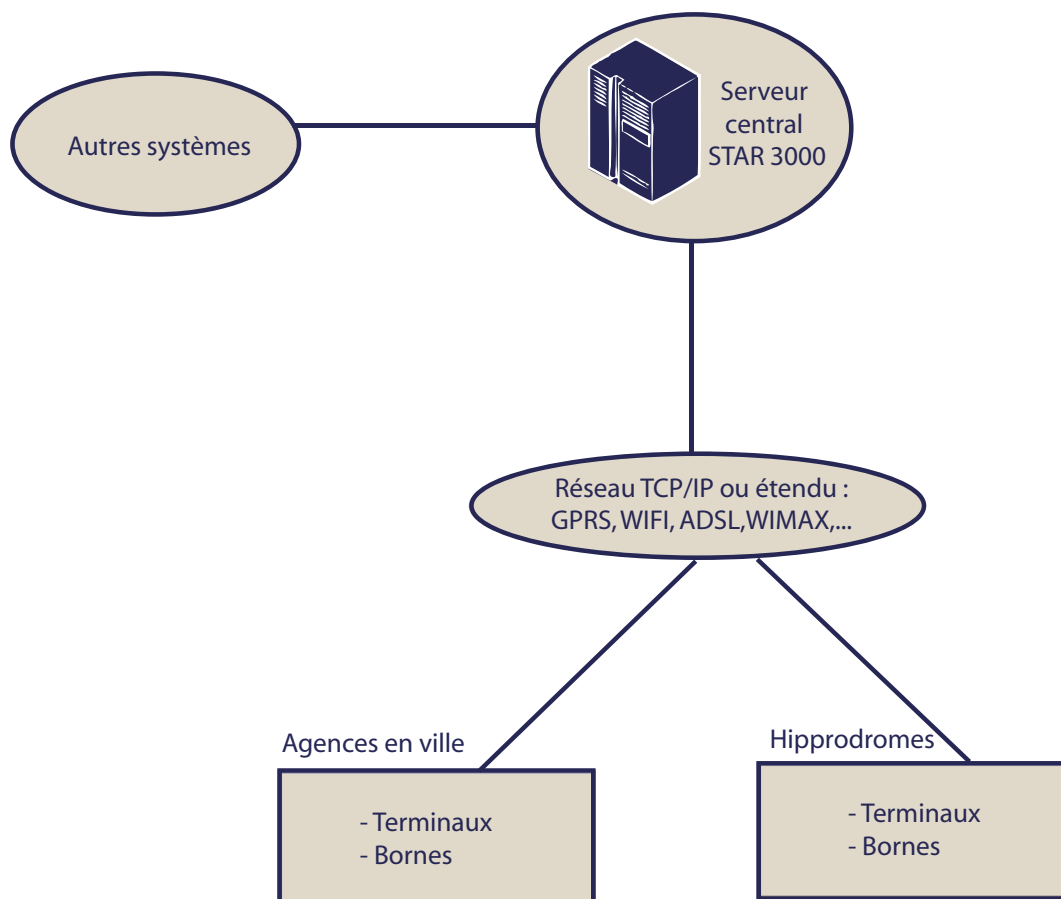 Autres systèmes
Serveur
central
STAR 3000
Réseau TCP/IP ou étendu :
GPRS, WIFI, ADSL,WIMAX,...
Agences en ville
- Terminaux
- Bornes
Hipprodromes
- Terminaux
- Bornes